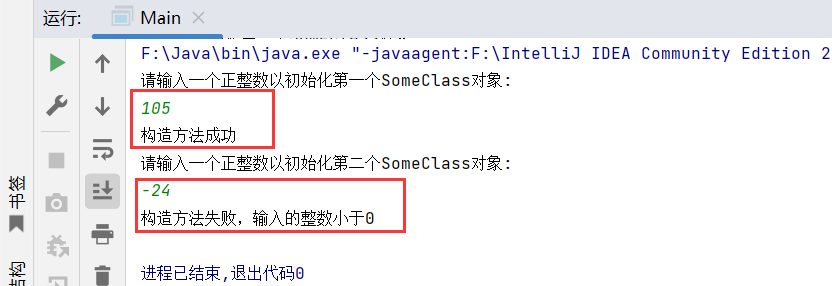 运行:
Main
F:\Java\bin\java.exe "-javaagent:F:\IntelliJ IDEA Community Edition 2
请输入一个正整数以初始化第一个SomeClass对象:
105
构造方法成功
请输入一个正整数以初始化第二个SomeClass对象:
-24
构造方法失败，输入的整数小于0
进程已结束,退出代码0
书签